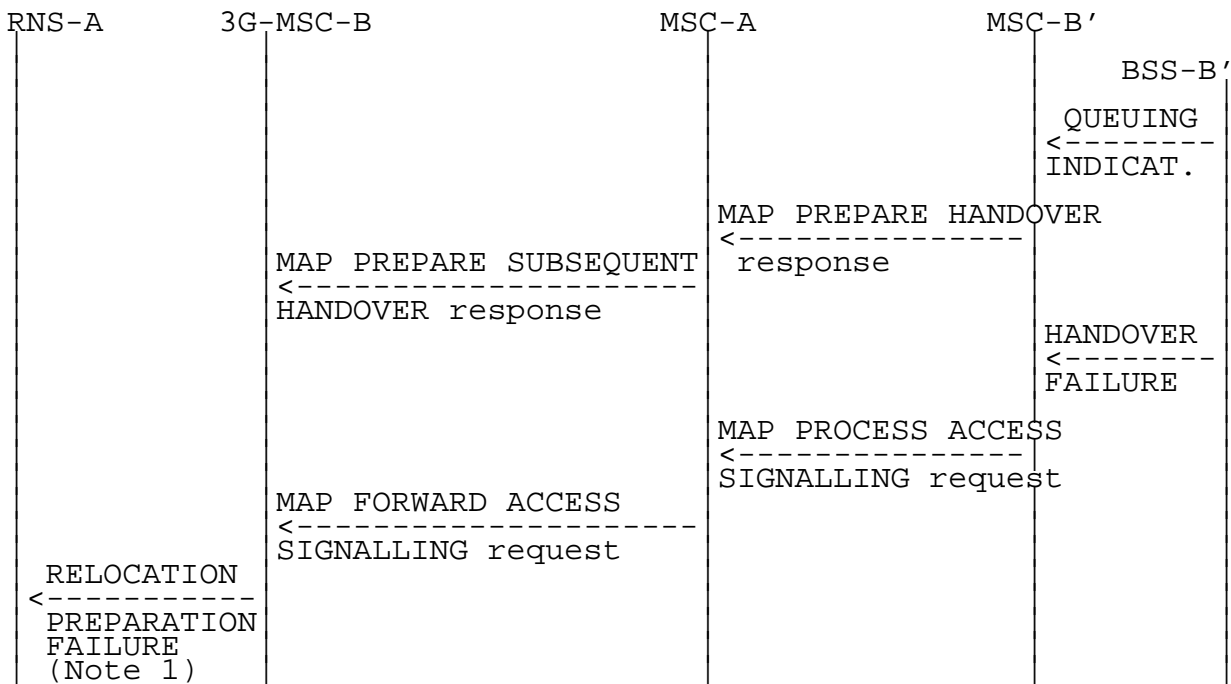 RNS-A 3G-MSC-B MSC-A MSC-B'
BSS-B'
QUEUING
INDICAT.
MAP PREPARE HANDOVER
response
MAP PREPARE SUBSEQUENT
HANDOVER response
HANDOVER
FAILURE
MAP PROCESS ACCESS
SIGNALLING request
MAP FORWARD ACCESS
SIGNALLING request
RELOCATION
PREPARATION
FAILURE
(Note 1)